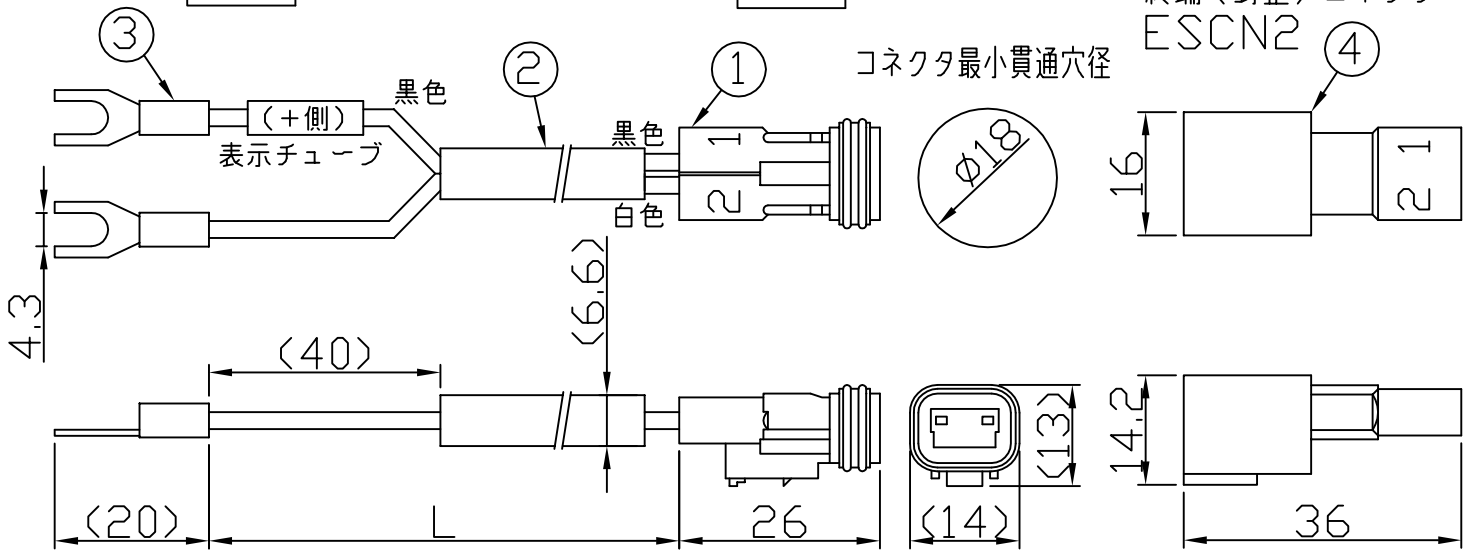 ESCN2
③
②
①
④
コネクタ最小貫通穴径
黒色
(+側)
表示チューブ
黒色
白色
1
2
φ18
16
1
2
4.3
(6.6)
(40)
(13)
14.2
(20)
L
26
(14)
36